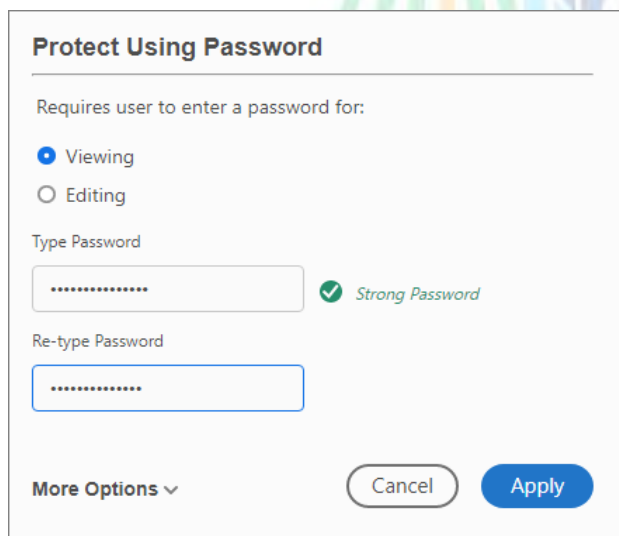 Protect Using Password
Requires user to enter a password for:
Viewing
Editing
Type Password
•••••••••••••••
Strong Password
Re-type Password
••••••••••••••
More Options
Cancel
Apply